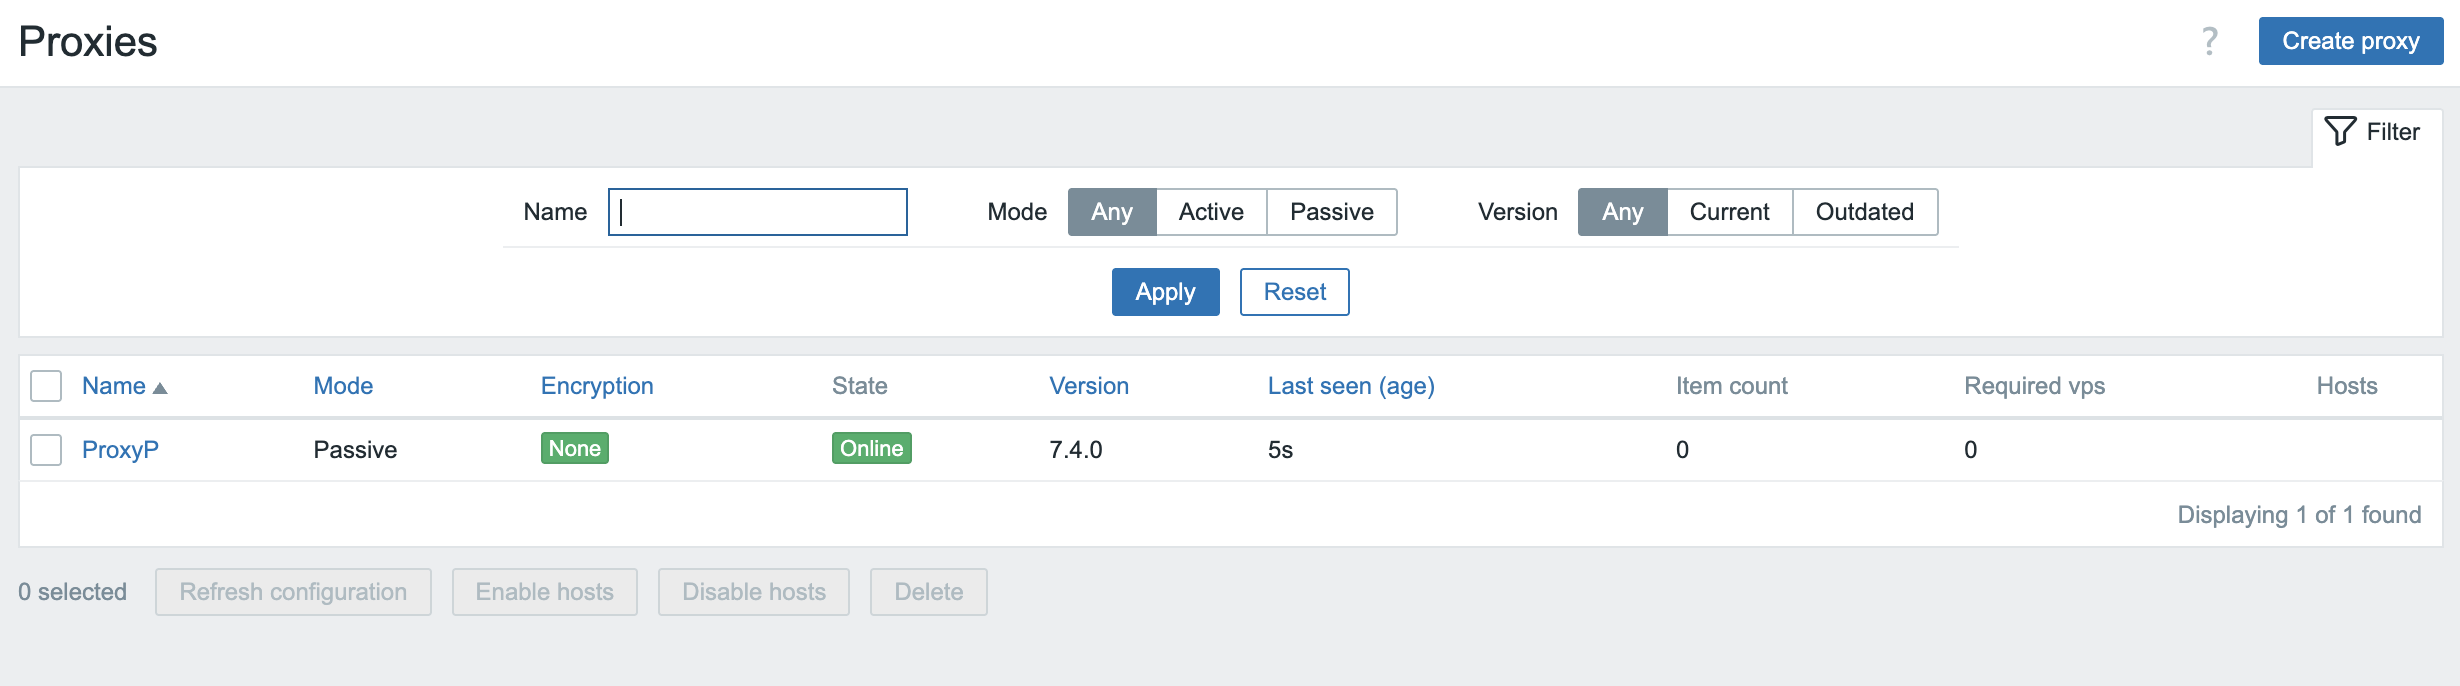 Proxies
? Create proxy
Filter
Name Mode Any Active Passive Version Any Current Outdated
Apply Reset
Name Mode Encryption State Version Last seen (age) Item count Required vps Hosts
ProxyP Passive None Online 7.4.0 5s 0 0
Displaying 1 of 1 found
0 selected Refresh configuration Enable hosts Disable hosts Delete